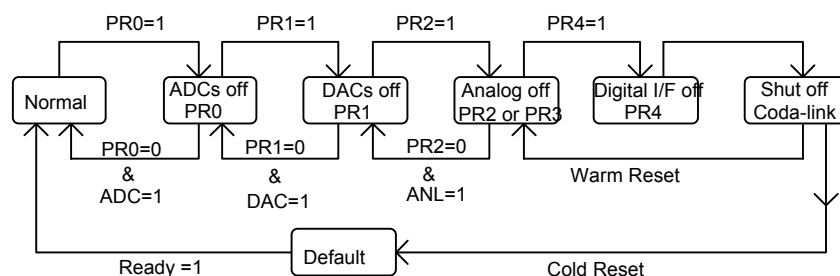 PR0=1
PR1=1
PR2=1
PR4=1
Normal
ADCs off
PR0
DACs off
PR1
Analog off
PR2 or PR3
Digital I/F off
PR4
Shut off
Coda-link
PR0=0
&
ADC=1
PR1=0
&
DAC=1
PR2=0
&
ANL=1
Warm Reset
Ready =1
Default
Cold Reset